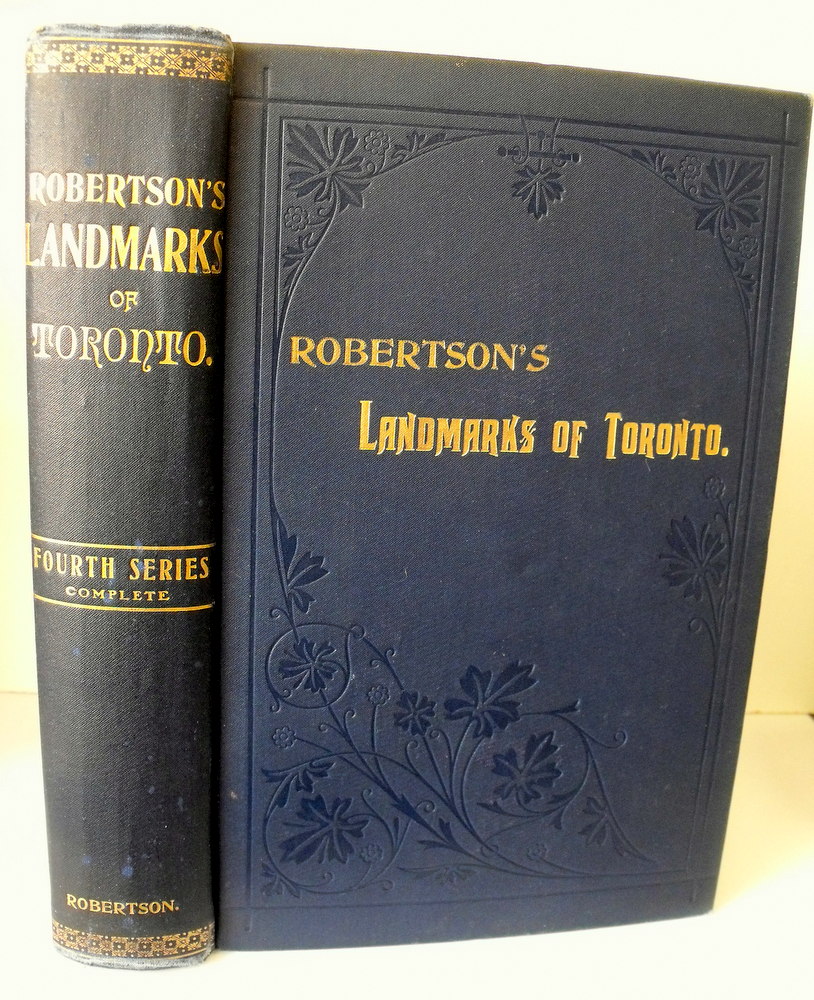 ROBERTSON'S
LANDMARKS
OF
TORONTO.
FOURTH SERIES
COMPLETE
ROBERTSON.
ROBERTSON'S
LANDMARKS OF TORONTO.